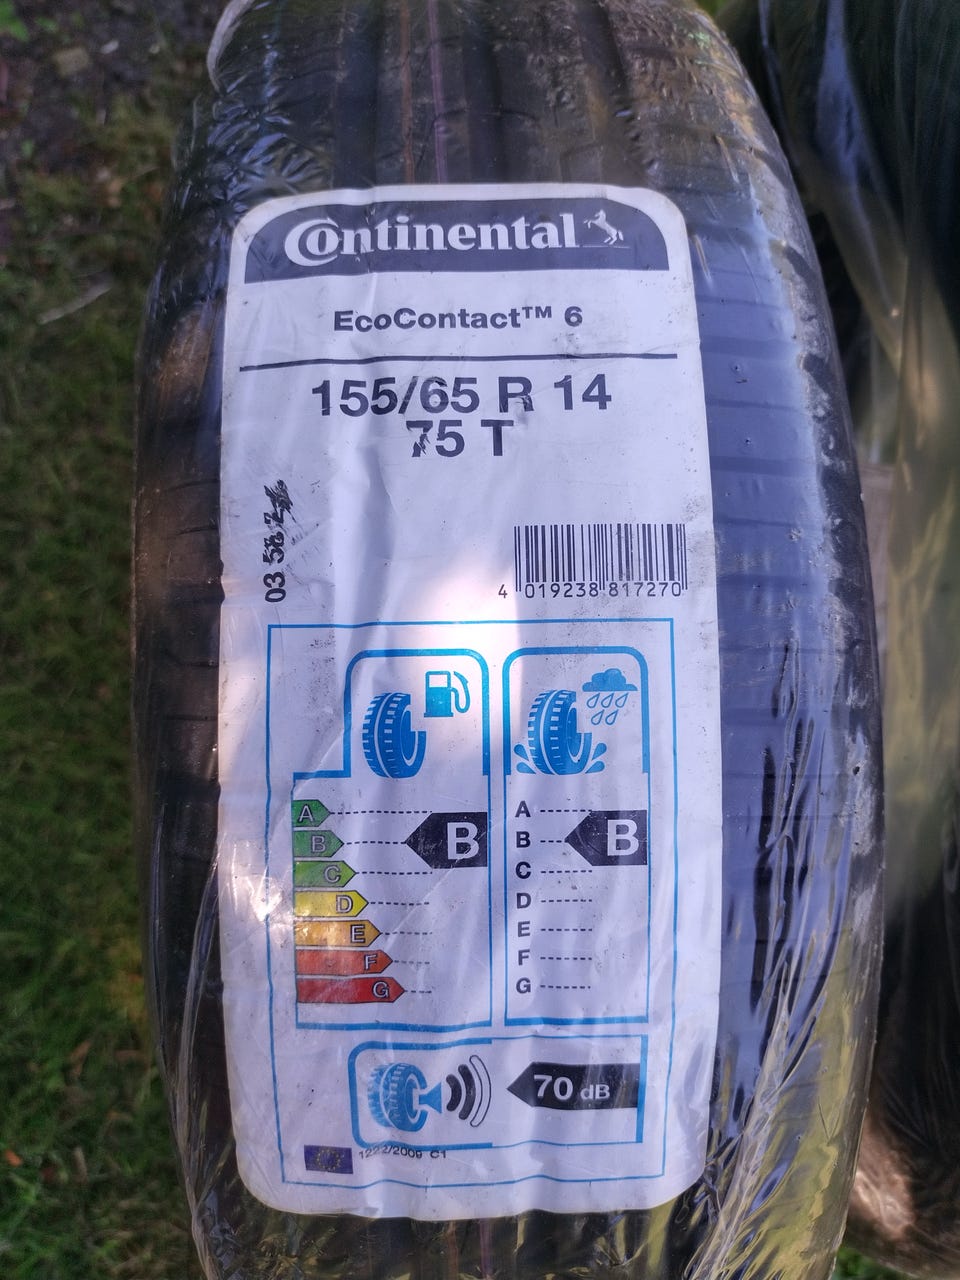 Continental
EcoContact™ 6
155/65 R 14
75 T
4 019238 817270
A
B
C
D
E
F
G
B
A
B
C
D
E
F
G
B
70 dB
1222/2009 C1